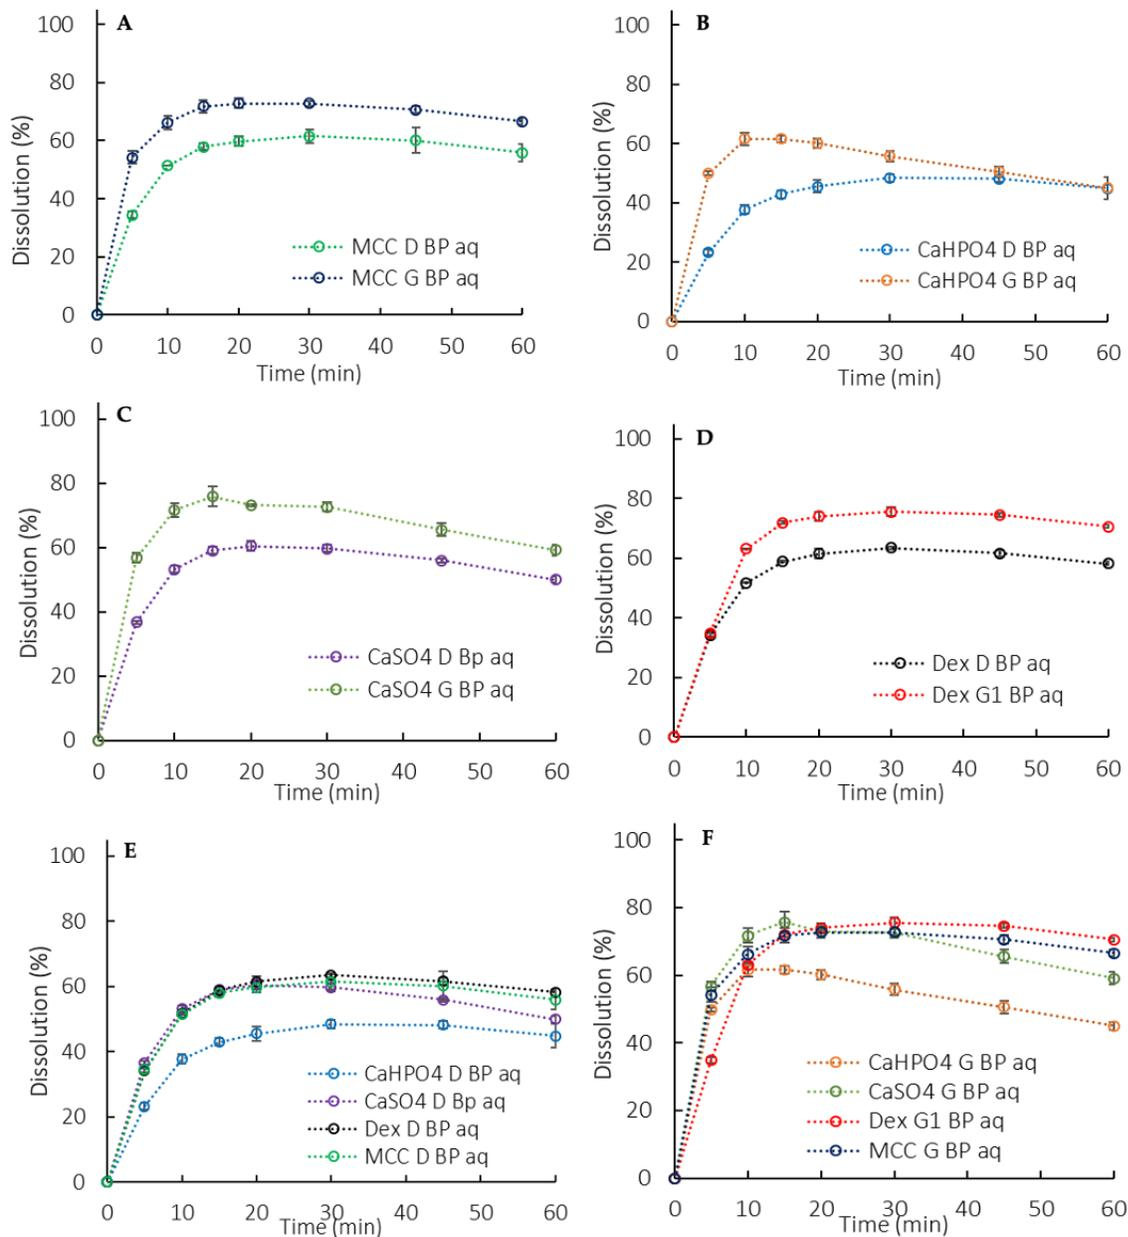 A
100
80
60
40
20
0
Dissolution (%)
MCC D BP aq
MCC G BP aq
0 10 20 30 40 50 60
Time (min)
B
100
80
60
40
20
0
Dissolution (%)
CaHPO4 D BP aq
CaHPO4 G BP aq
0 10 20 30 40 50 60
Time (min)
C
100
80
60
40
20
0
Dissolution (%)
CaSO4 D Bp aq
CaSO4 G BP aq
0 10 20 30 40 50 60
Time (min)
D
100
80
60
40
20
0
Dissolution (%)
Dex D BP aq
Dex G1 BP aq
0 10 20 30 40 50 60
Time (min)
E
100
80
60
40
20
0
Dissolution (%)
CaHPO4 D BP aq
CaSO4 D Bp aq
Dex D BP aq
MCC D BP aq
0 10 20 30 40 50 60
Time (min)
F
100
80
60
40
20
0
Dissolution (%)
CaHPO4 G BP aq
CaSO4 G BP aq
Dex G1 BP aq
MCC G BP aq
0 10 20 30 40 50 60
Time (min)